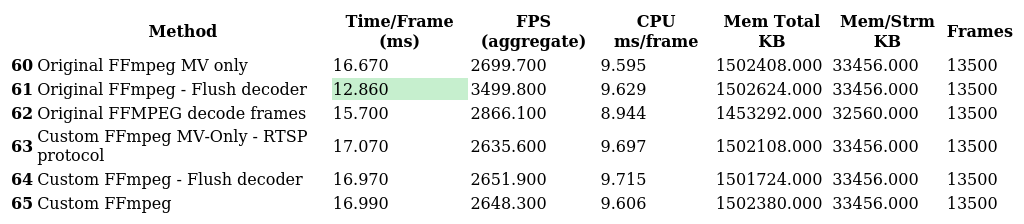 Method Time/Frame (ms) FPS (aggregate) CPU ms/frame Mem Total KB Mem/Strm KB Frames
60 Original FFmpeg MV only 16.670 2699.700 9.595 1502408.000 33456.000 13500
61 Original FFmpeg - Flush decoder 12.860 3499.800 9.629 1502624.000 33456.000 13500
62 Original FFMPEG decode frames 15.700 2866.100 8.944 1453292.000 32560.000 13500
63 Custom FFmpeg MV-Only - RTSP protocol 17.070 2635.600 9.697 1502108.000 33456.000 13500
64 Custom FFmpeg - Flush decoder 16.970 2651.900 9.715 1501724.000 33456.000 13500
65 Custom FFmpeg 16.990 2648.300 9.606 1502380.000 33456.000 13500